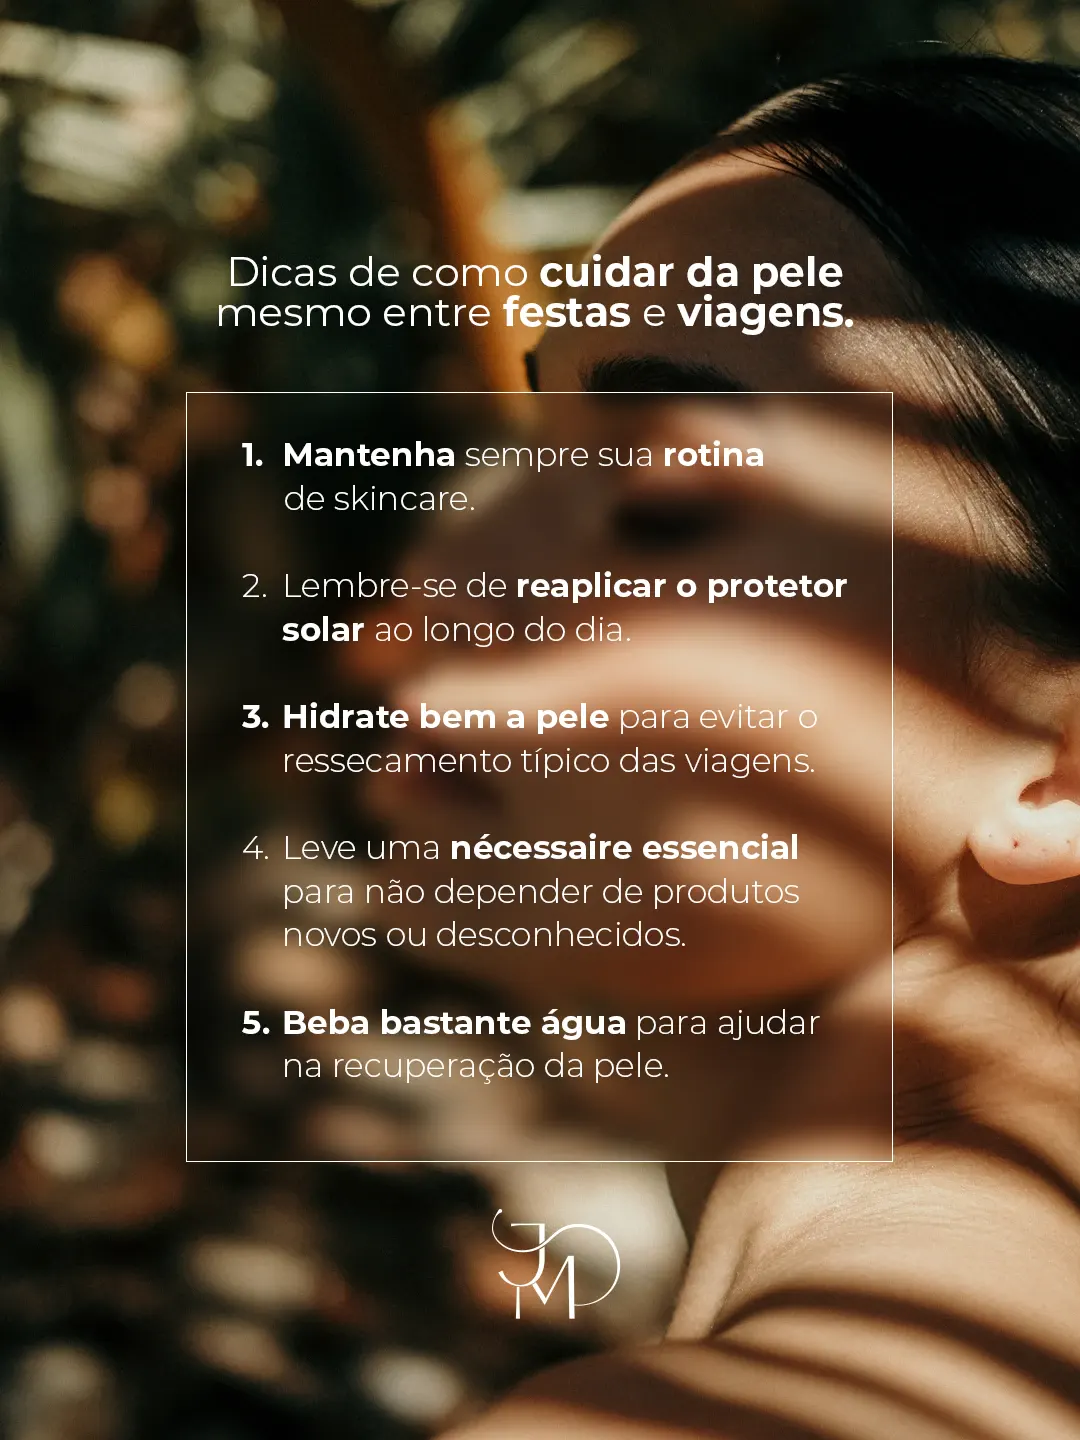 Dicas de como cuidar da pele
mesmo entre festas e viagens.
1. Mantenha sempre sua rotina
de skincare.
2. Lembre-se de reaplicar o protetor
solar ao longo do dia.
3. Hidrate bem a pele para evitar o
ressecamento típico das viagens.
4. Leve uma nécessaire essencial
para não depender de produtos
novos ou desconhecidos.
5. Beba bastante água para ajudar
na recuperação da pele.
JM